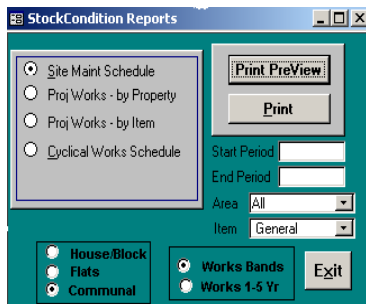 StockCondition Reports
Site Maint Schedule
Proj Works - by Property
Proj Works - by Item
Cyclical Works Schedule
Print PreView
Print
Start Period
End Period
Area All
Item General
House/Block
Flats
Communal
Works Bands
Works 1-5 Yr
Exit